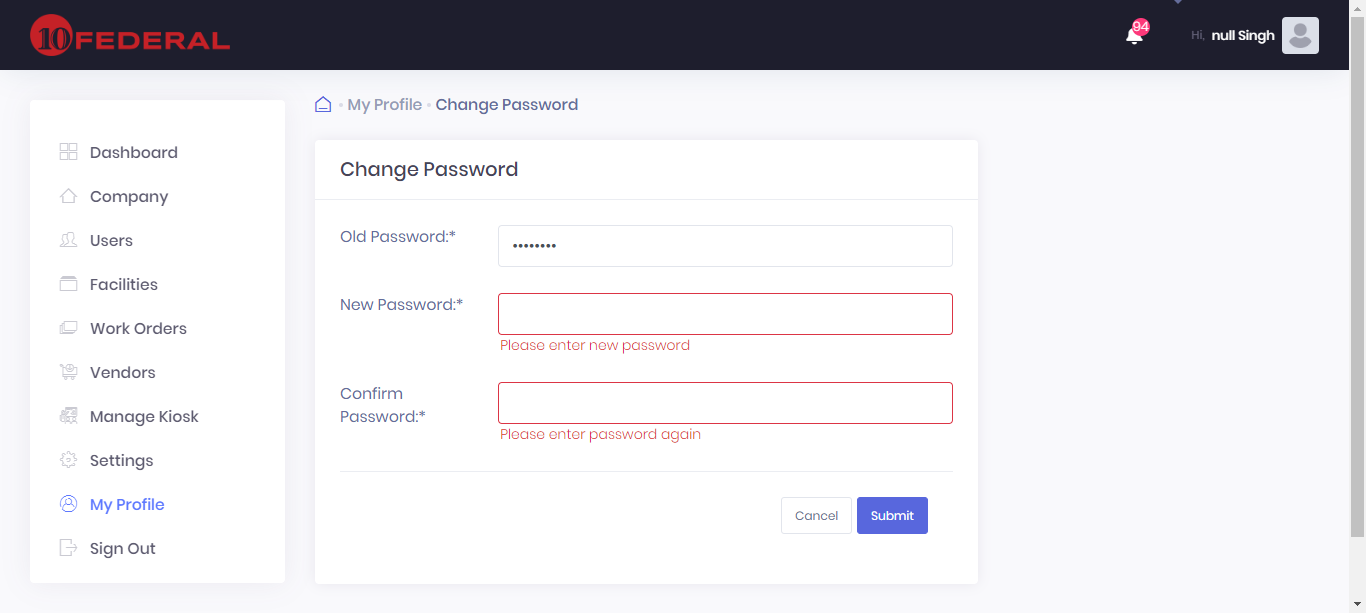 10 FEDERAL
94
Hi, null Singh
My Profile • Change Password
Dashboard
Company
Users
Facilities
Work Orders
Vendors
Manage Kiosk
Settings
My Profile
Sign Out
Change Password
Old Password:*
••••••••
New Password:*
Please enter new password
Confirm
Password:*
Please enter password again
Cancel
Submit